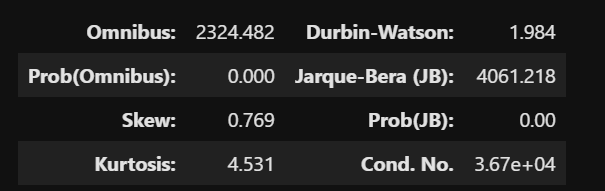 Omnibus: 2324.482 Durbin-Watson: 1.984
Prob(Omnibus): 0.000 Jarque-Bera (JB): 4061.218
Skew: 0.769 Prob(JB): 0.00
Kurtosis: 4.531 Cond. No. 3.67e+04